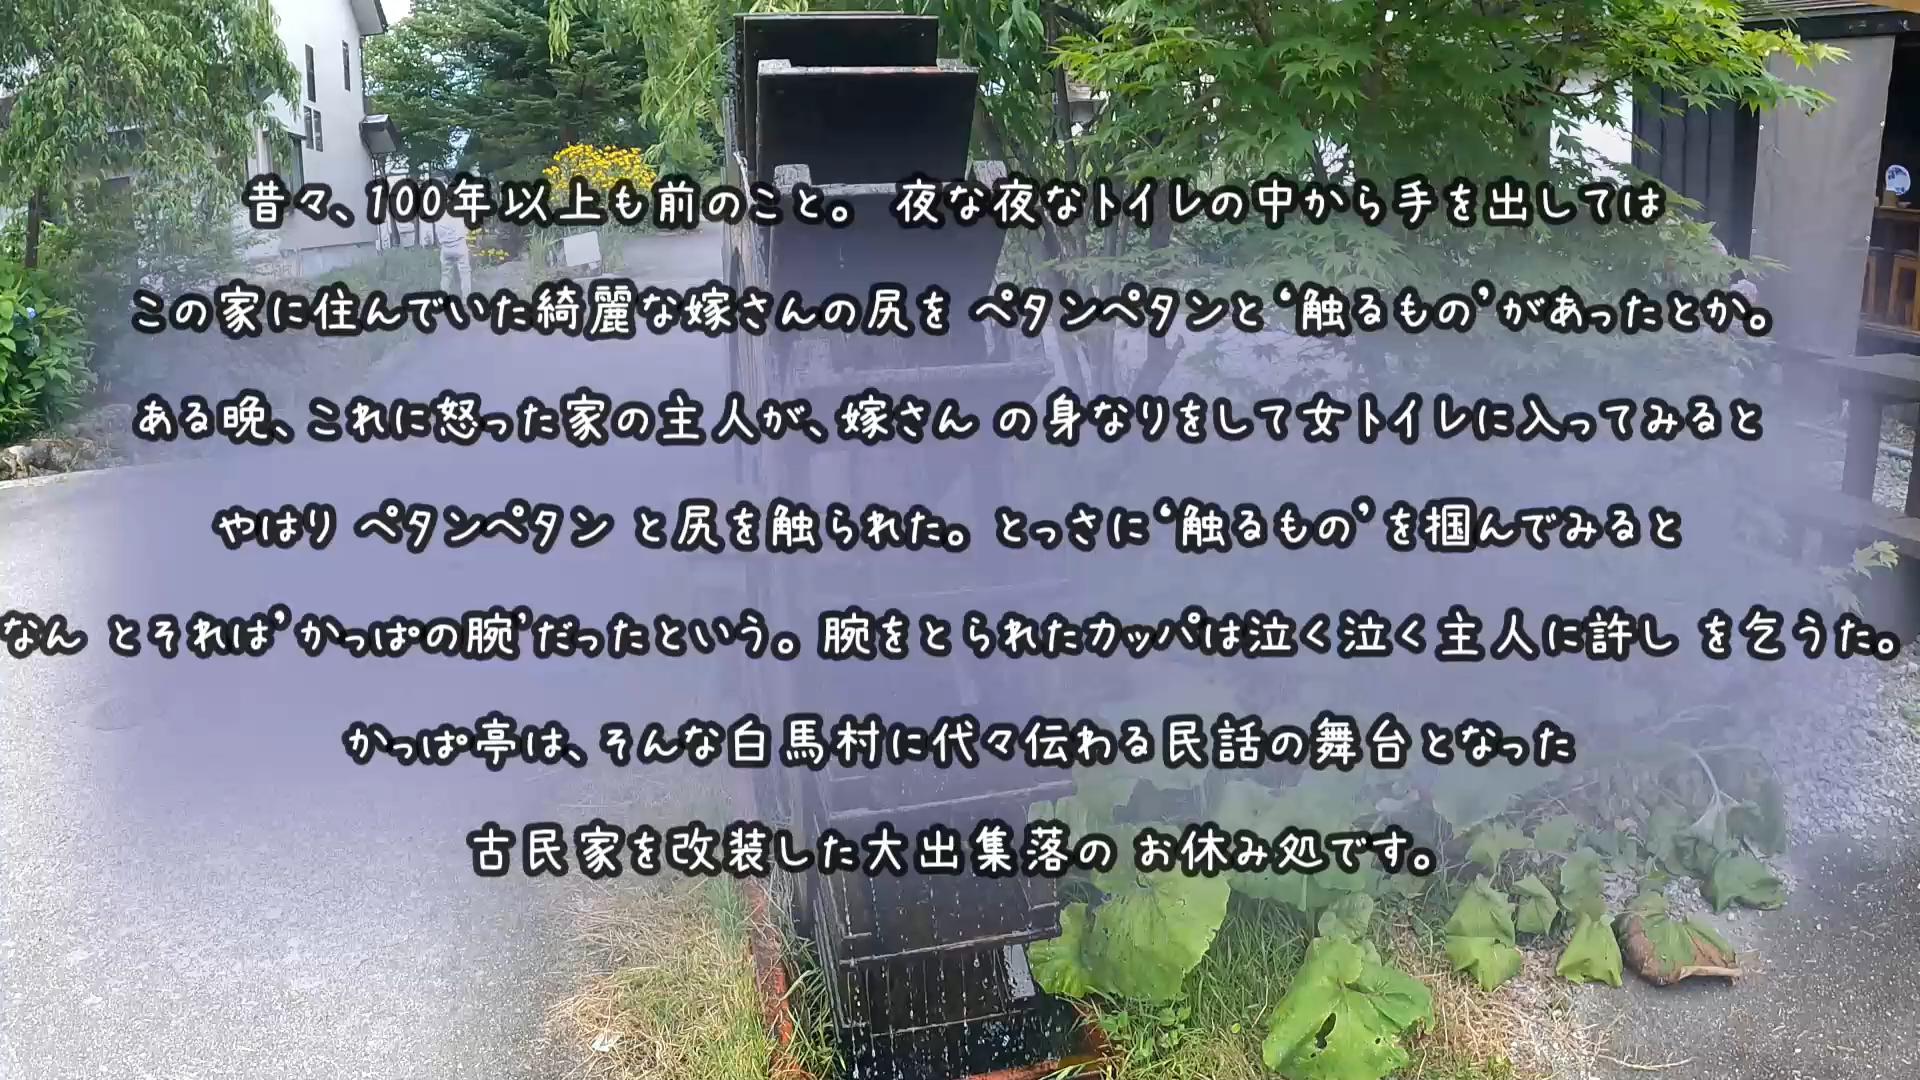 昔々、100年以上も前のこと。 夜な夜なトイレの中から手を出しては
この家に住んでいた綺麗な嫁さんの尻を ペタンペタンと‘触るもの’があったとか。
ある晩、これに怒った家の主人が、嫁さん の身なりをして女トイレに入ってみると
やはり ペタンペタン と尻を触られた。とっさに‘触るもの’を掴んでみると
なん とそれは’かっぱの腕’だったという。腕をとられたカッパは泣く泣く主人に許し を乞うた。
かっぱ亭は、そんな白馬村に代々伝わる民話の舞台となった
古民家を改装した大出集落の お休み処です。